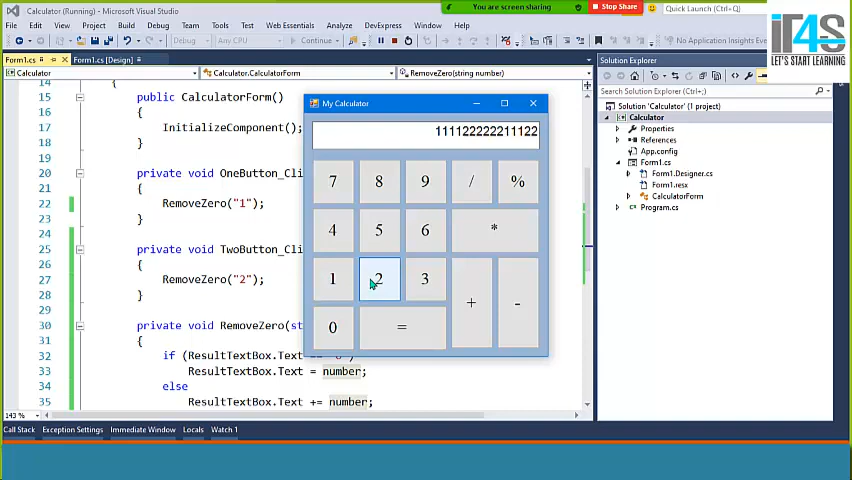 Calculator (Running) - Microsoft Visual Studio
You are screen sharing
Stop Share
Quick Launch (Ctrl+Q)
File Edit View Project Build Debug Team Tools Test Web Essentials Analyze DevExpress Window Help
Debug Any CPU Continue No Application Insights Events
IT4S
LET'S START LEARNING
Form1.cs Form1.cs [Design]
Calculator Calculator.CalculatorForm RemoveZero(string number)
14 {
15 public CalculatorForm()
16 {
17 InitializeComponent();
18 }
19
20 private void OneButton_Cli
21 {
22 RemoveZero("1");
23 }
24
25 private void TwoButton_Cli
26 {
27 RemoveZero("2");
28 }
29
30 private void RemoveZero(st
31 {
32 if (ResultTextBox.Text
33 ResultTextBox.Text = number;
34 else
35 ResultTextBox.Text += number;
143 %
My Calculator
1111222222211122
7 8 9 / %
4 5 6 *
1 2 3 + -
0 =
Solution Explorer
Search Solution Explorer (Ctrl+;)
Solution 'Calculator' (1 project)
Calculator
Properties
References
App.config
Form1.cs
Form1.Designer.cs
Form1.resx
CalculatorForm
Program.cs
Call Stack Exception Settings Immediate Window Locals Watch 1